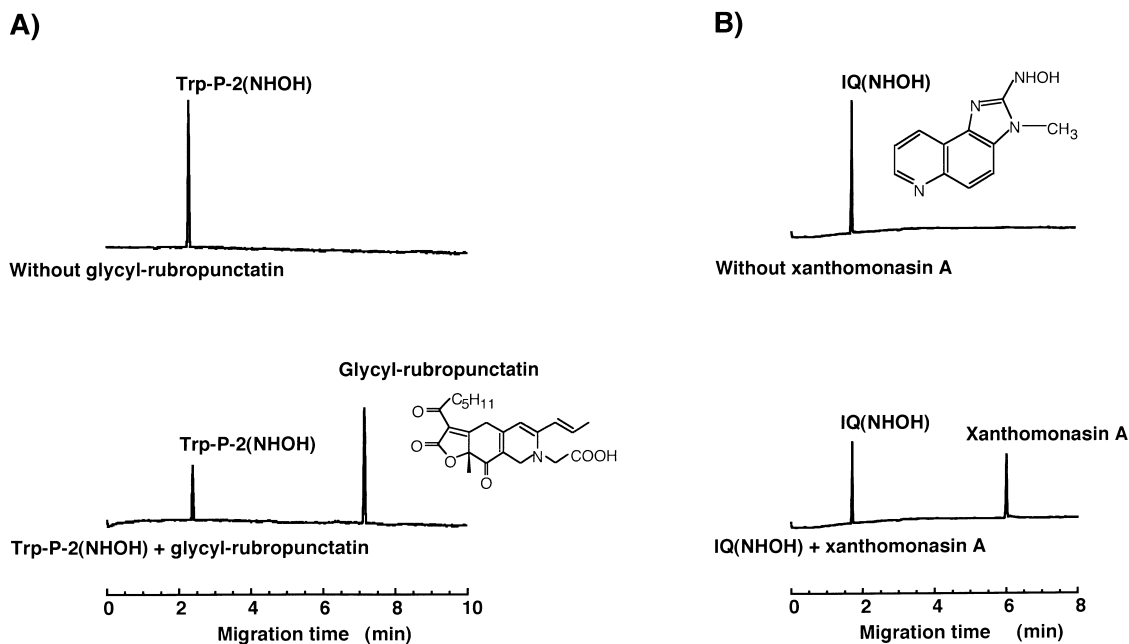 A)
Trp-P-2(NHOH)
Without glycyl-rubropunctatin
Glycyl-rubropunctatin
C5H11
O
O
O
O
N
COOH
Trp-P-2(NHOH)
Trp-P-2(NHOH) + glycyl-rubropunctatin
0 2 4 6 8 10
Migration time (min)
B)
IQ(NHOH)
NHOH
N
N
CH3
N
Without xanthomonasin A
IQ(NHOH)
Xanthomonasin A
IQ(NHOH) + xanthomonasin A
0 2 4 6 8
Migration time (min)